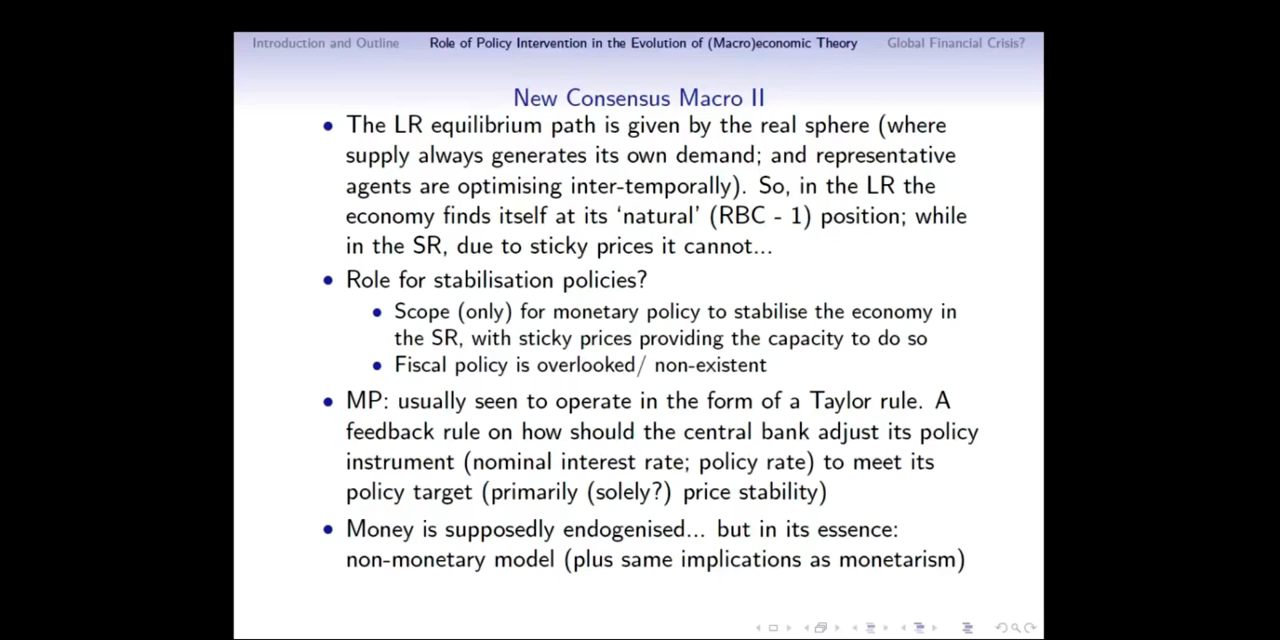 Introduction and Outline Role of Policy Intervention in the Evolution of (Macro)economic Theory Global Financial Crisis?
New Consensus Macro II
• The LR equilibrium path is given by the real sphere (where
supply always generates its own demand; and representative
agents are optimising inter-temporally). So, in the LR the
economy finds itself at its ‘natural’ (RBC - 1) position; while
in the SR, due to sticky prices it cannot...
• Role for stabilisation policies?
• Scope (only) for monetary policy to stabilise the economy in
the SR, with sticky prices providing the capacity to do so
• Fiscal policy is overlooked/ non-existent
• MP: usually seen to operate in the form of a Taylor rule. A
feedback rule on how should the central bank adjust its policy
instrument (nominal interest rate; policy rate) to meet its
policy target (primarily (solely?) price stability)
• Money is supposedly endogenised... but in its essence:
non-monetary model (plus same implications as monetarism)